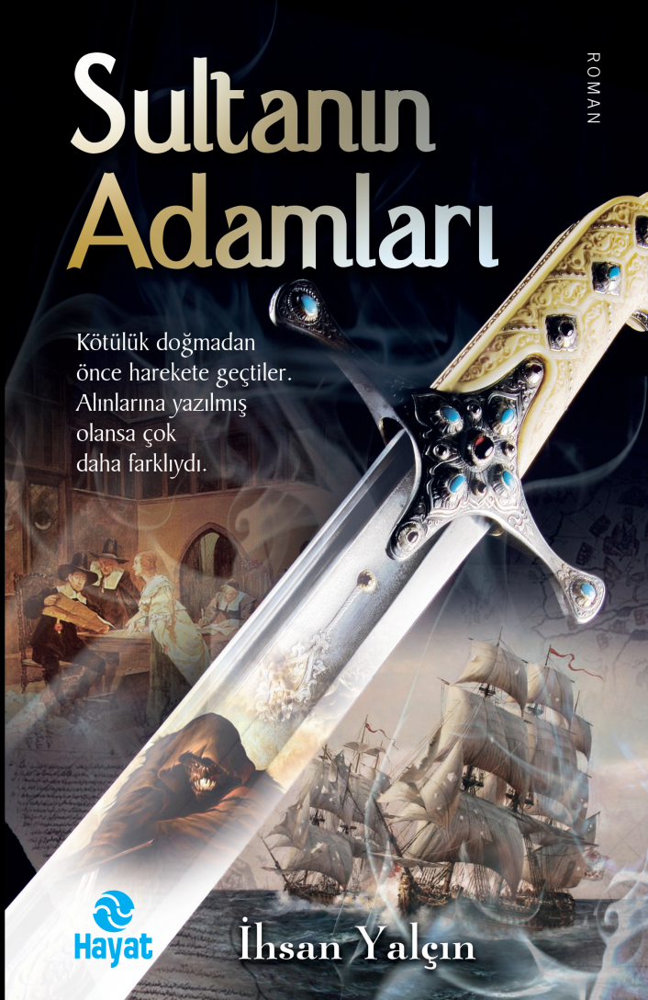 Sultanın
Adamları
ROMAN
Kötülük doğmadan
önce harekete geçtiler.
Alınlarına yazılmış
olansa çok
daha farklıydı.
Hayat
İhsan Yalçın